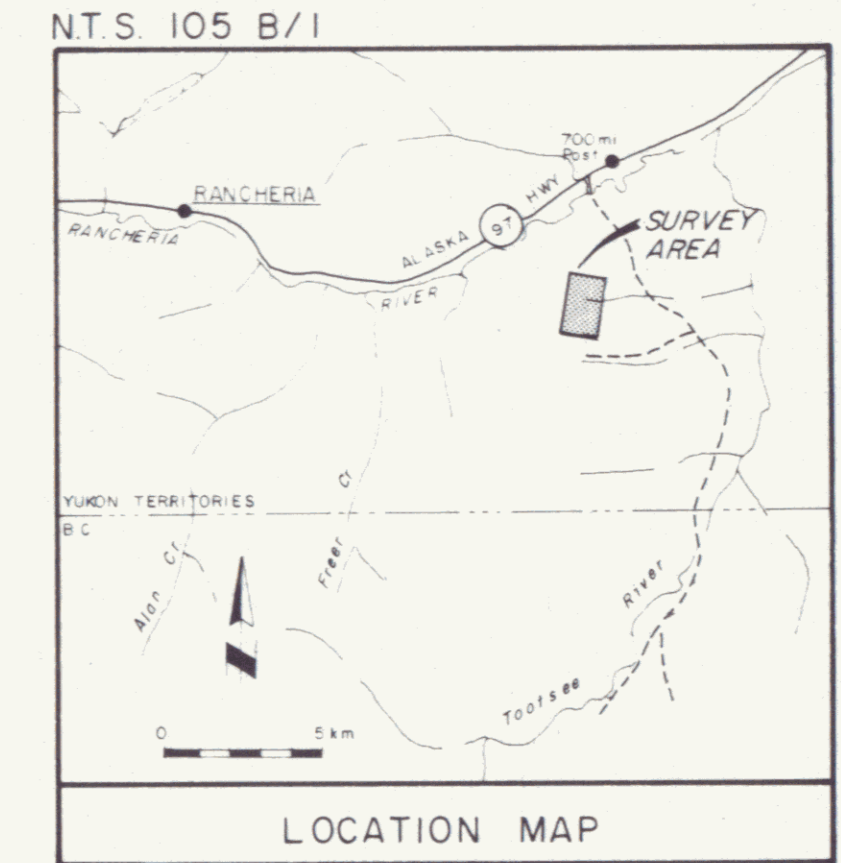 N.T.S. 105 B/1
700 mi
Post
RANCHERIA
RANCHERIA
ALASKA HWY
97
SURVEY
AREA
RIVER
YUKON TERRITORIES
B C
Alan Cr
Freer Cr
River
Tootsee
0 5 km
LOCATION MAP